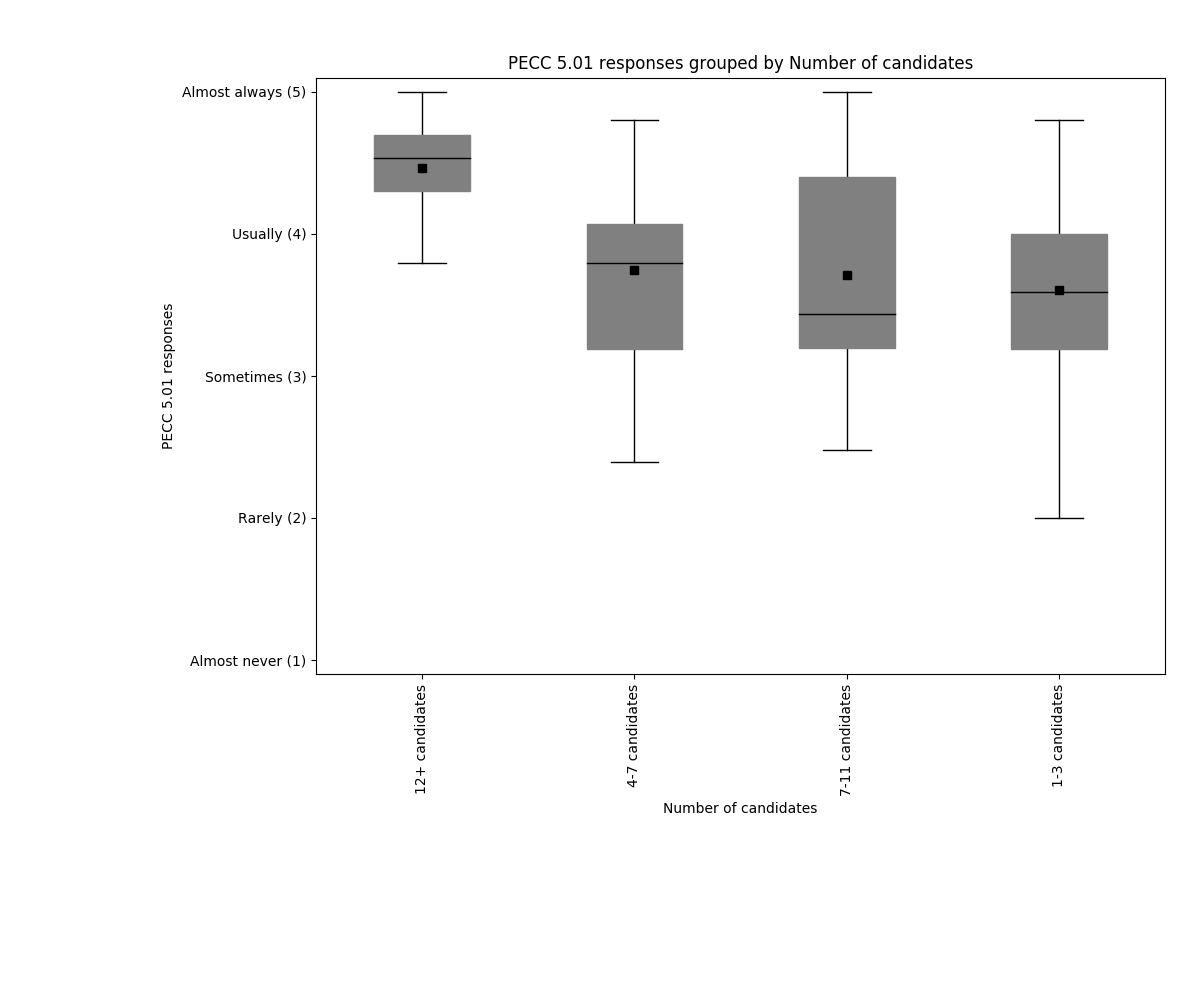 PECC 5.01 responses grouped by Number of candidates
Almost always (5)
Usually (4)
Sometimes (3)
Rarely (2)
Almost never (1)
PECC 5.01 responses
12+ candidates
4-7 candidates
7-11 candidates
1-3 candidates
Number of candidates